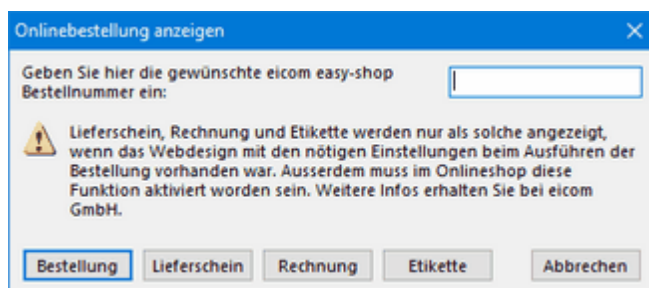 Onlinebestellung anzeigen
Geben Sie hier die gewünschte eicom easy-shop
Bestellnummer ein:
Lieferschein, Rechnung und Etikette werden nur als solche angezeigt,
wenn das Webdesign mit den nötigen Einstellungen beim Ausführen der
Bestellung vorhanden war. Ausserdem muss im Onlineshop diese
Funktion aktiviert worden sein. Weitere Infos erhalten Sie bei eicom
GmbH.
Bestellung Lieferschein Rechnung Etikette Abbrechen